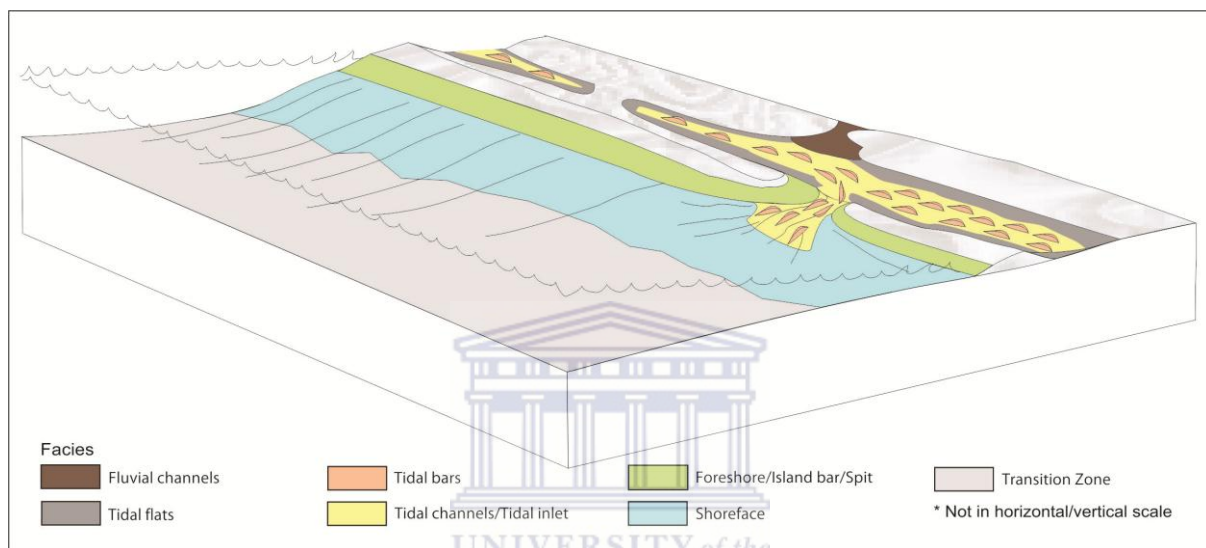 Facies
Fluvial channels
Tidal bars
Foreshore/Island bar/Spit
Transition Zone
Tidal flats
Tidal channels/Tidal inlet
Shoreface
* Not in horizontal/vertical scale
UNIVERSITY of the